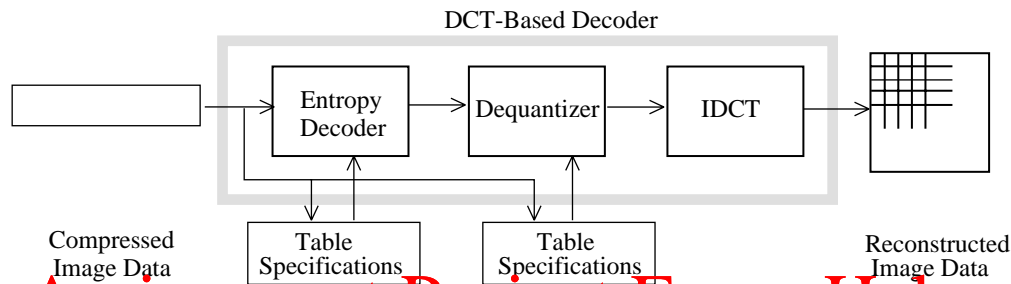 DCT-Based Decoder
Entropy
Decoder
Dequantizer
IDCT
Table
Specifications
Table
Specifications
Compressed
Image Data
Reconstructed
Image Data